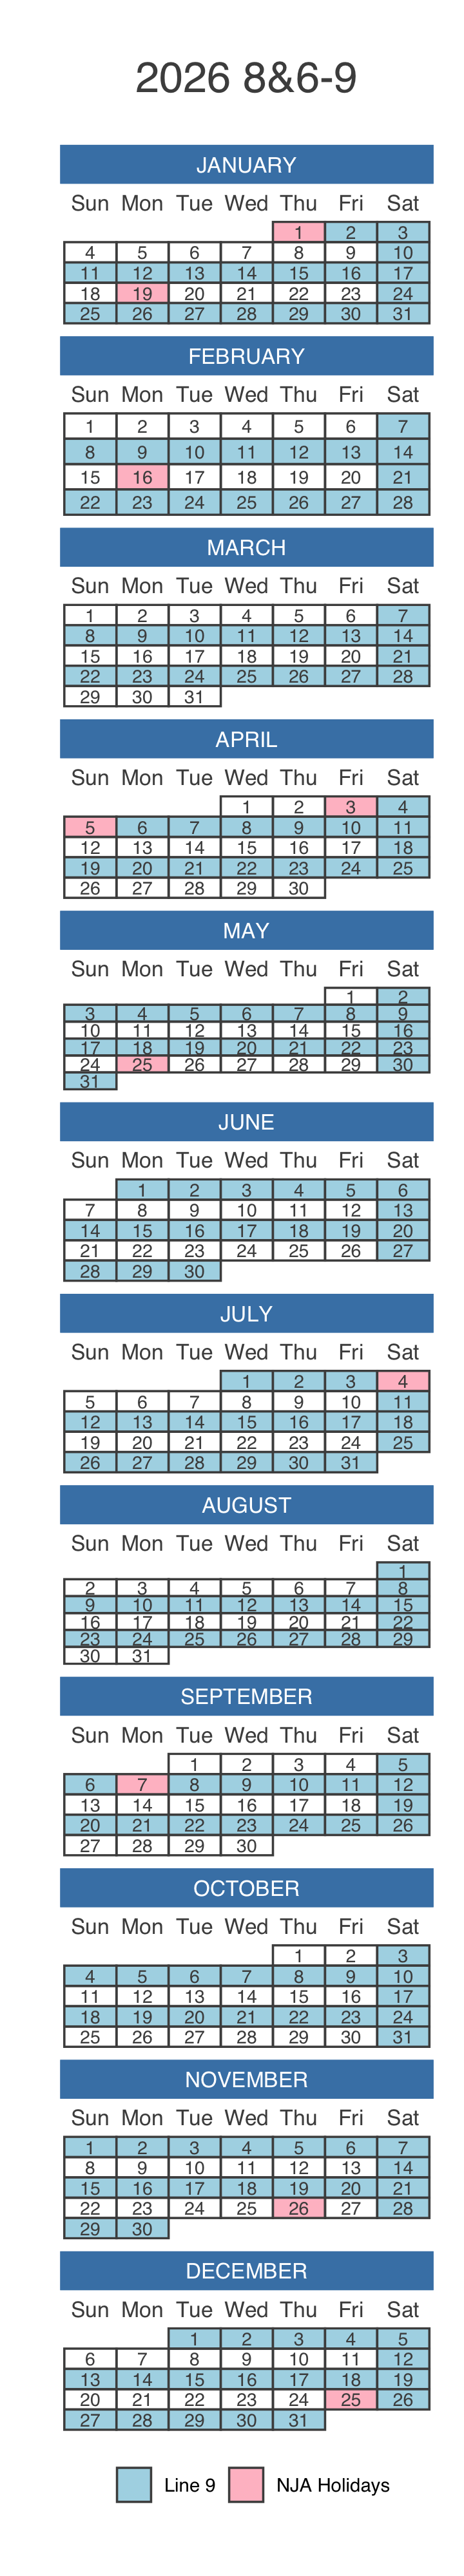 2026 8&6-9
JANUARY
Sun Mon Tue Wed Thu Fri Sat
1 2 3
4 5 6 7 8 9 10
11 12 13 14 15 16 17
18 19 20 21 22 23 24
25 26 27 28 29 30 31
FEBRUARY
Sun Mon Tue Wed Thu Fri Sat
1 2 3 4 5 6 7
8 9 10 11 12 13 14
15 16 17 18 19 20 21
22 23 24 25 26 27 28
MARCH
Sun Mon Tue Wed Thu Fri Sat
1 2 3 4 5 6 7
8 9 10 11 12 13 14
15 16 17 18 19 20 21
22 23 24 25 26 27 28
29 30 31
APRIL
Sun Mon Tue Wed Thu Fri Sat
1 2 3 4
5 6 7 8 9 10 11
12 13 14 15 16 17 18
19 20 21 22 23 24 25
26 27 28 29 30
MAY
Sun Mon Tue Wed Thu Fri Sat
1 2
3 4 5 6 7 8 9
10 11 12 13 14 15 16
17 18 19 20 21 22 23
24 25 26 27 28 29 30
31
JUNE
Sun Mon Tue Wed Thu Fri Sat
1 2 3 4 5 6
7 8 9 10 11 12 13
14 15 16 17 18 19 20
21 22 23 24 25 26 27
28 29 30
JULY
Sun Mon Tue Wed Thu Fri Sat
1 2 3 4
5 6 7 8 9 10 11
12 13 14 15 16 17 18
19 20 21 22 23 24 25
26 27 28 29 30 31
AUGUST
Sun Mon Tue Wed Thu Fri Sat
1
2 3 4 5 6 7 8
9 10 11 12 13 14 15
16 17 18 19 20 21 22
23 24 25 26 27 28 29
30 31
SEPTEMBER
Sun Mon Tue Wed Thu Fri Sat
1 2 3 4 5
6 7 8 9 10 11 12
13 14 15 16 17 18 19
20 21 22 23 24 25 26
27 28 29 30
OCTOBER
Sun Mon Tue Wed Thu Fri Sat
1 2 3
4 5 6 7 8 9 10
11 12 13 14 15 16 17
18 19 20 21 22 23 24
25 26 27 28 29 30 31
NOVEMBER
Sun Mon Tue Wed Thu Fri Sat
1 2 3 4 5 6 7
8 9 10 11 12 13 14
15 16 17 18 19 20 21
22 23 24 25 26 27 28
29 30
DECEMBER
Sun Mon Tue Wed Thu Fri Sat
1 2 3 4 5
6 7 8 9 10 11 12
13 14 15 16 17 18 19
20 21 22 23 24 25 26
27 28 29 30 31
Line 9 NJA Holidays